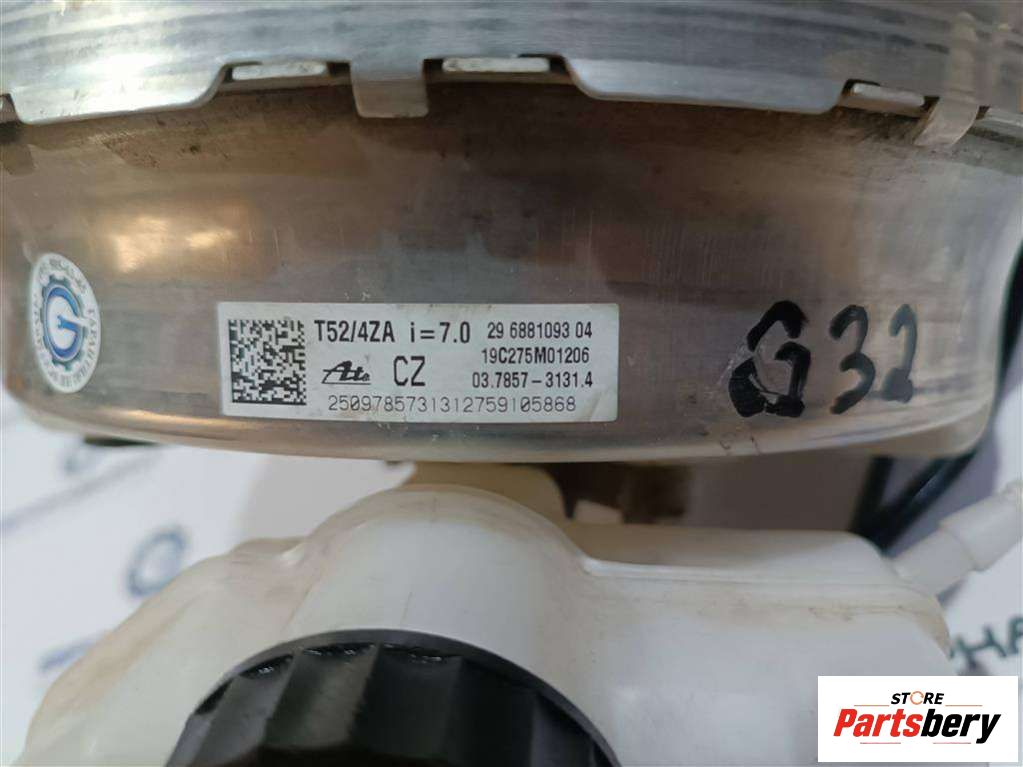 T52/4ZA i=7.0 29 6881093 04
19C275M01206
Ate CZ 03.7857-3131.4
2509785731312759105868
G32
G
STORE
Partsbery